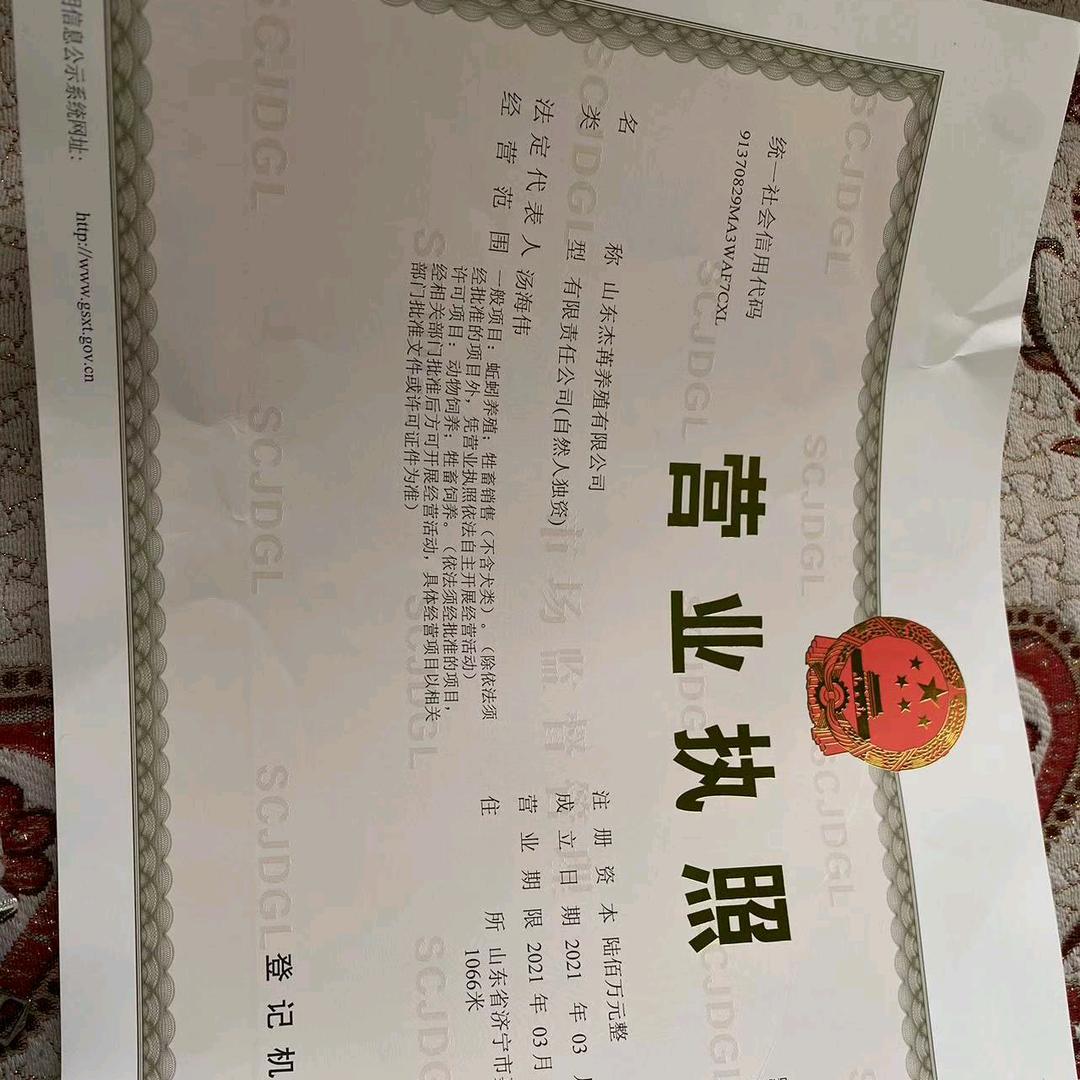 营业执照
统一社会信用代码
91370829MA3WAF7CXL
名称 山东杰苒养殖有限公司
类型 有限责任公司(自然人独资)
法定代表人 汤海伟
经营范围 一般项目：蚯蚓养殖；牲畜销售（不含犬类）。（除依法须
经批准的项目外，凭营业执照依法自主开展经营活动）
许可项目：动物饲养；牲畜饲养。（依法须经批准的项目，
经相关部门批准后方可开展经营活动，具体经营项目以相关
部门批准文件或许可证件为准）
注册资本 陆佰万元整
成立日期 2021 年 03
营业期限 2021 年 03 月
住所 山东省济宁市
1066米
登记机
信息公示系统网址： http://www.gsxt.gov.cn
SCJDGL
市场监督